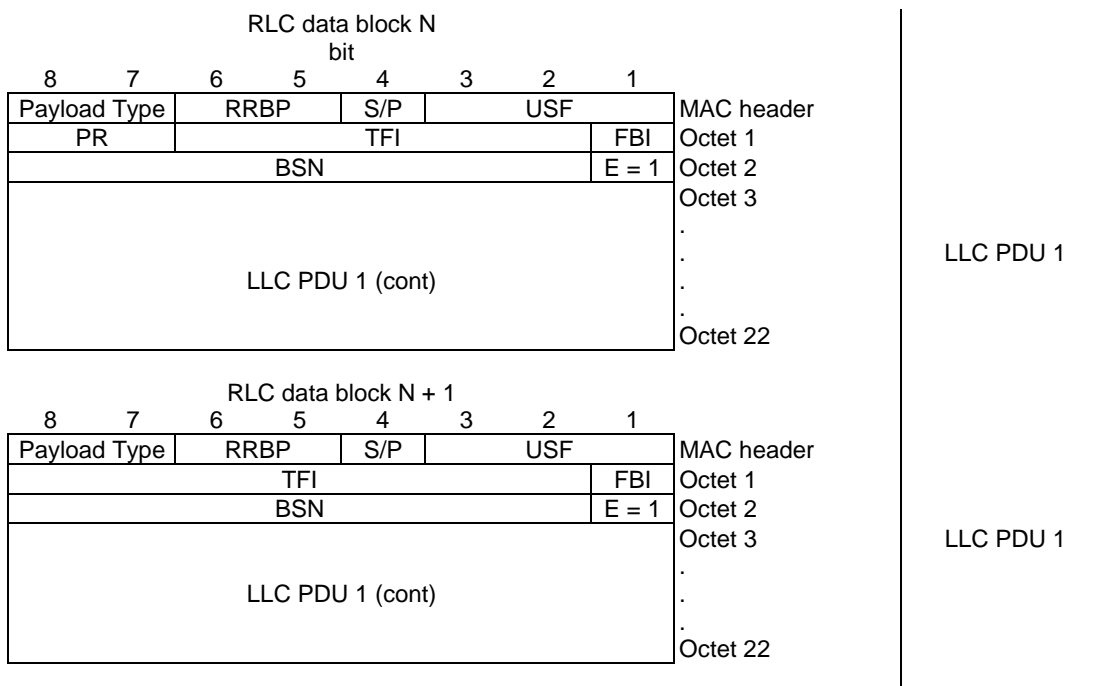 RLC data block N
bit
8 7 6 5 4 3 2 1
Payload Type RRBP S/P USF MAC header
PR TFI FBI Octet 1
BSN E = 1 Octet 2
Octet 3
.
.
LLC PDU 1
LLC PDU 1 (cont)
.
.
Octet 22
RLC data block N + 1
8 7 6 5 4 3 2 1
Payload Type RRBP S/P USF MAC header
TFI FBI Octet 1
BSN E = 1 Octet 2
Octet 3 LLC PDU 1
.
LLC PDU 1 (cont) .
.
Octet 22